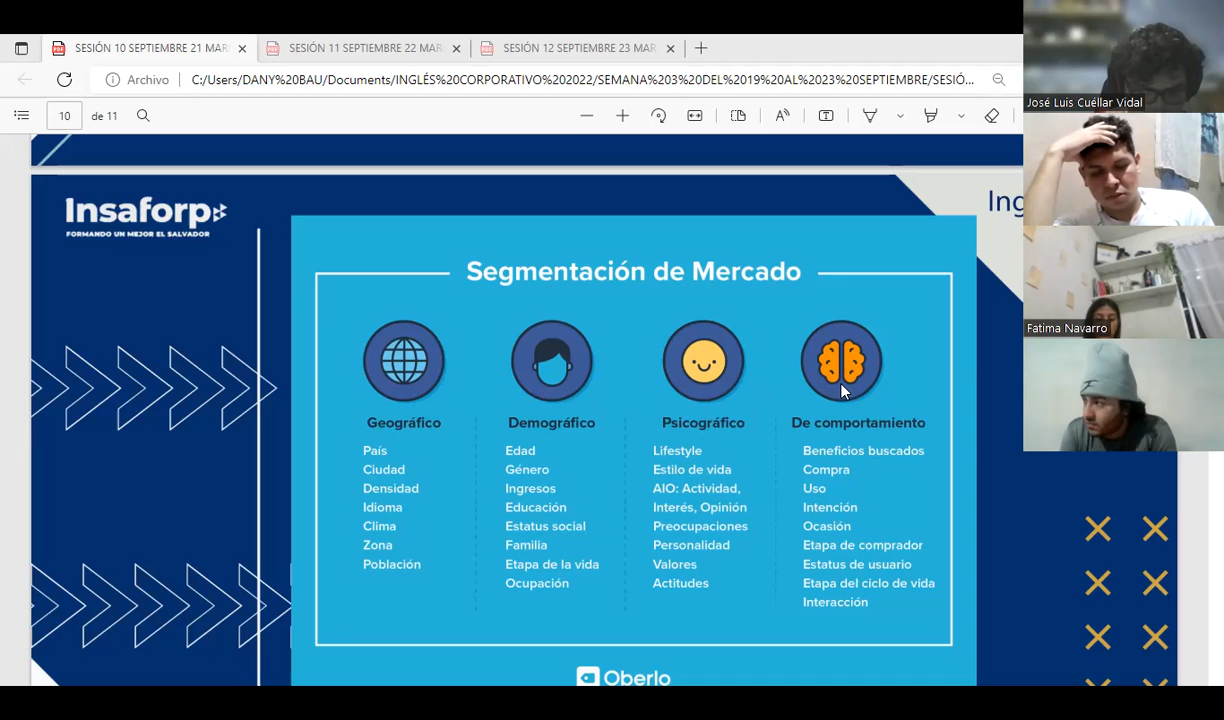 SESIÓN 10 SEPTIEMBRE 21 MAR
SESIÓN 11 SEPTIEMBRE 22 MAR
SESIÓN 12 SEPTIEMBRE 23 MAR
Archivo
C:/Users/DANY%20BAU/Documents/INGLÉS%20CORPORATIVO%202022/SEMANA%203%20DEL%2019%20AL%2023%20SEPTIEMBRE/SESIÓ...
10 de 11
José Luis Cuéllar Vidal
Fatima Navarro
Insaforp
FORMANDO UN MEJOR EL SALVADOR
Ing
Segmentación de Mercado
Geográfico
País
Ciudad
Densidad
Idioma
Clima
Zona
Población
Demográfico
Edad
Género
Ingresos
Educación
Estatus social
Familia
Etapa de la vida
Ocupación
Psicográfico
Lifestyle
Estilo de vida
AIO: Actividad,
Interés, Opinión
Preocupaciones
Personalidad
Valores
Actitudes
De comportamiento
Beneficios buscados
Compra
Uso
Intención
Ocasión
Etapa de comprador
Estatus de usuario
Etapa del ciclo de vida
Interacción
Oberlo